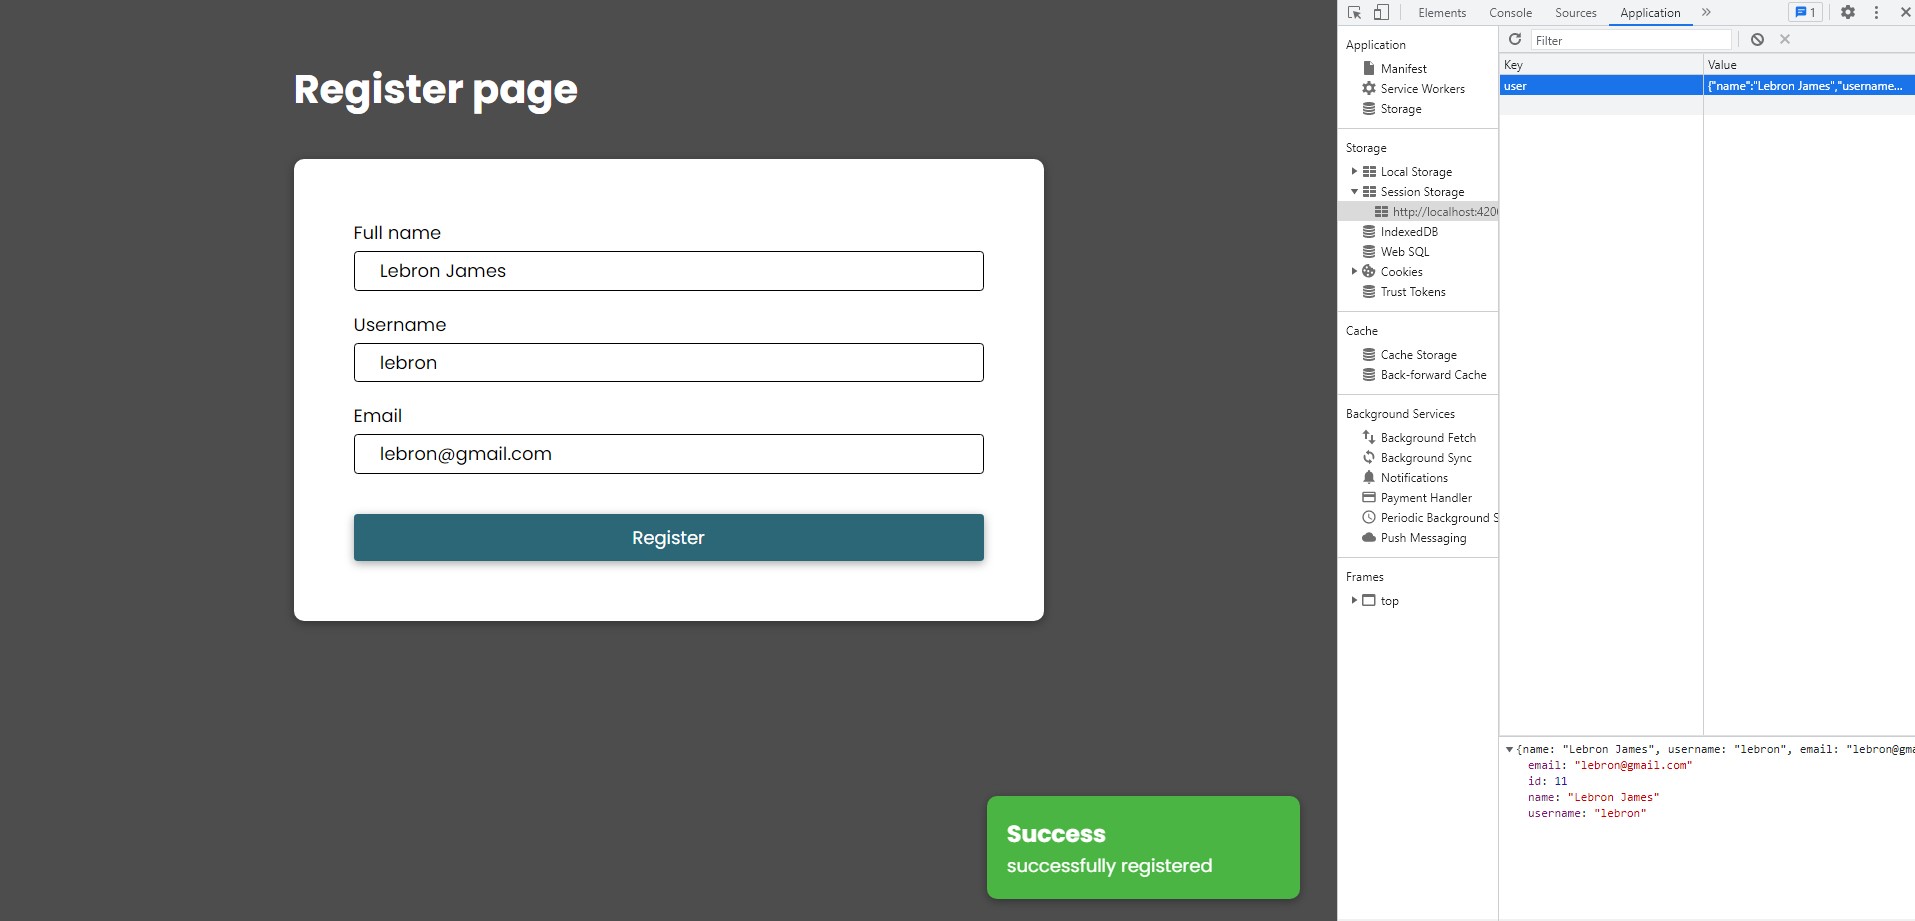 Register page
Full name
Lebron James
Username
lebron
Email
lebron@gmail.com
Register
Success
successfully registered
Elements Console Sources Application 1
Application
Manifest
Service Workers
Storage
Storage
Local Storage
Session Storage
http://localhost:420
IndexedDB
Web SQL
Cookies
Trust Tokens
Cache
Cache Storage
Back-forward Cache
Background Services
Background Fetch
Background Sync
Notifications
Payment Handler
Periodic Background S
Push Messaging
Frames
top
Filter
Key Value
user {"name":"Lebron James","username...
{name: "Lebron James", username: "lebron", email: "lebron@gma
email: "lebron@gmail.com"
id: 11
name: "Lebron James"
username: "lebron"